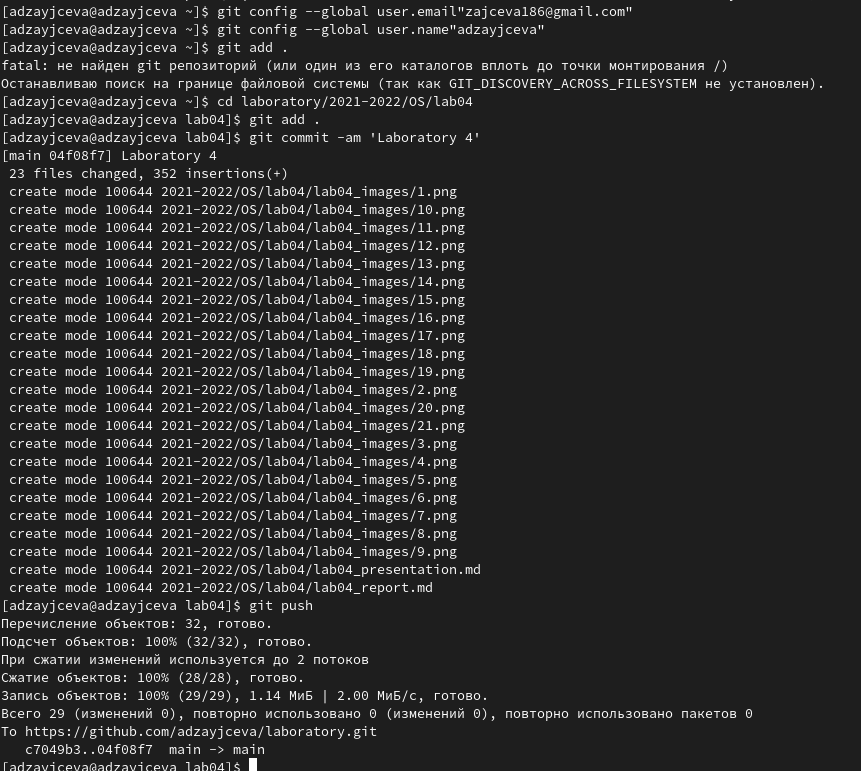 [adzayjceva@adzayjceva ~]$ git config --global user.email"zajceva186@gmail.com"
[adzayjceva@adzayjceva ~]$ git config --global user.name"adzayjceva"
[adzayjceva@adzayjceva ~]$ git add .
fatal: не найден git репозиторий (или один из его каталогов вплоть до точки монтирования /)
Останавливаю поиск на границе файловой системы (так как GIT_DISCOVERY_ACROSS_FILESYSTEM не установлен).
[adzayjceva@adzayjceva ~]$ cd laboratory/2021-2022/OS/lab04
[adzayjceva@adzayjceva lab04]$ git add .
[adzayjceva@adzayjceva lab04]$ git commit -am 'Laboratory 4'
[main 04f08f7] Laboratory 4
 23 files changed, 352 insertions(+)
 create mode 100644 2021-2022/OS/lab04/lab04_images/1.png
 create mode 100644 2021-2022/OS/lab04/lab04_images/10.png
 create mode 100644 2021-2022/OS/lab04/lab04_images/11.png
 create mode 100644 2021-2022/OS/lab04/lab04_images/12.png
 create mode 100644 2021-2022/OS/lab04/lab04_images/13.png
 create mode 100644 2021-2022/OS/lab04/lab04_images/14.png
 create mode 100644 2021-2022/OS/lab04/lab04_images/15.png
 create mode 100644 2021-2022/OS/lab04/lab04_images/16.png
 create mode 100644 2021-2022/OS/lab04/lab04_images/17.png
 create mode 100644 2021-2022/OS/lab04/lab04_images/18.png
 create mode 100644 2021-2022/OS/lab04/lab04_images/19.png
 create mode 100644 2021-2022/OS/lab04/lab04_images/2.png
 create mode 100644 2021-2022/OS/lab04/lab04_images/20.png
 create mode 100644 2021-2022/OS/lab04/lab04_images/21.png
 create mode 100644 2021-2022/OS/lab04/lab04_images/3.png
 create mode 100644 2021-2022/OS/lab04/lab04_images/4.png
 create mode 100644 2021-2022/OS/lab04/lab04_images/5.png
 create mode 100644 2021-2022/OS/lab04/lab04_images/6.png
 create mode 100644 2021-2022/OS/lab04/lab04_images/7.png
 create mode 100644 2021-2022/OS/lab04/lab04_images/8.png
 create mode 100644 2021-2022/OS/lab04/lab04_images/9.png
 create mode 100644 2021-2022/OS/lab04/lab04_presentation.md
 create mode 100644 2021-2022/OS/lab04/lab04_report.md
[adzayjceva@adzayjceva lab04]$ git push
Перечисление объектов: 32, готово.
Подсчет объектов: 100% (32/32), готово.
При сжатии изменений используется до 2 потоков
Сжатие объектов: 100% (28/28), готово.
Запись объектов: 100% (29/29), 1.14 МиБ | 2.00 МиБ/с, готово.
Всего 29 (изменений 0), повторно использовано 0 (изменений 0), повторно использовано пакетов 0
To https://github.com/adzayjceva/laboratory.git
   c7049b3..04f08f7  main -> main
[adzayjceva@adzayjceva lab04]$